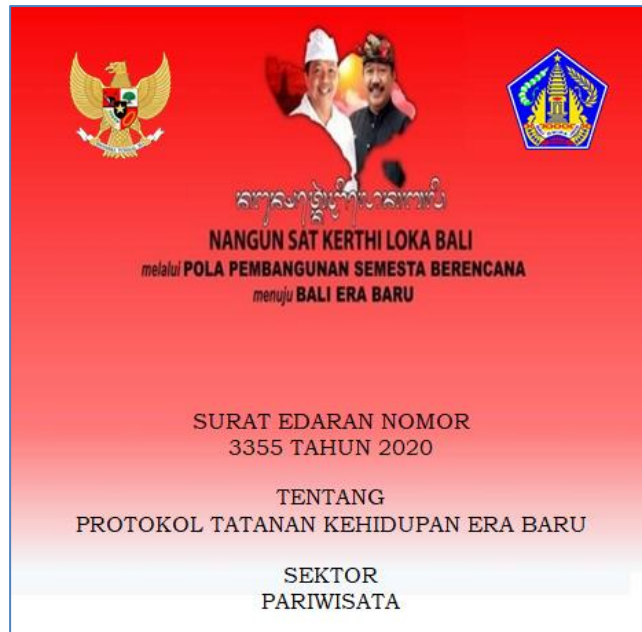 NANGUN SAT KERTHI LOKA BALI
melalui POLA PEMBANGUNAN SEMESTA BERENCANA
menuju BALI ERA BARU
SURAT EDARAN NOMOR
3355 TAHUN 2020
TENTANG
PROTOKOL TATANAN KEHIDUPAN ERA BARU
SEKTOR
PARIWISATA